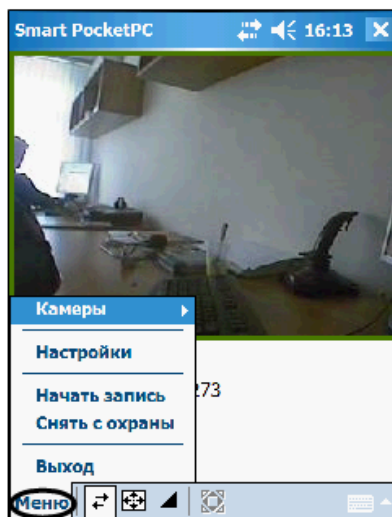 Smart PocketPC 16:13
Камеры
Настройки
Начать запись
273
Снять с охраны
Выход
Меню